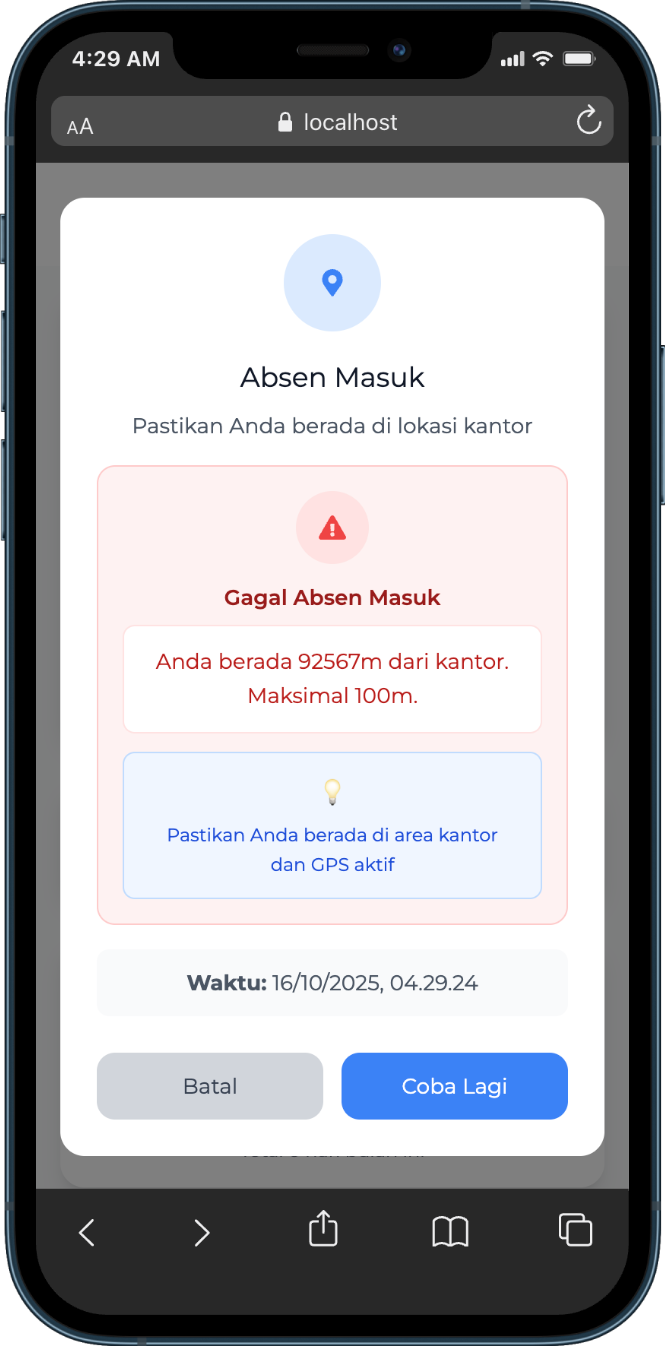 4:29 AM
AA
localhost
Absen Masuk
Pastikan Anda berada di lokasi kantor
Gagal Absen Masuk
Anda berada 92567m dari kantor.
Maksimal 100m.
Pastikan Anda berada di area kantor
dan GPS aktif
Waktu: 16/10/2025, 04.29.24
Batal
Coba Lagi